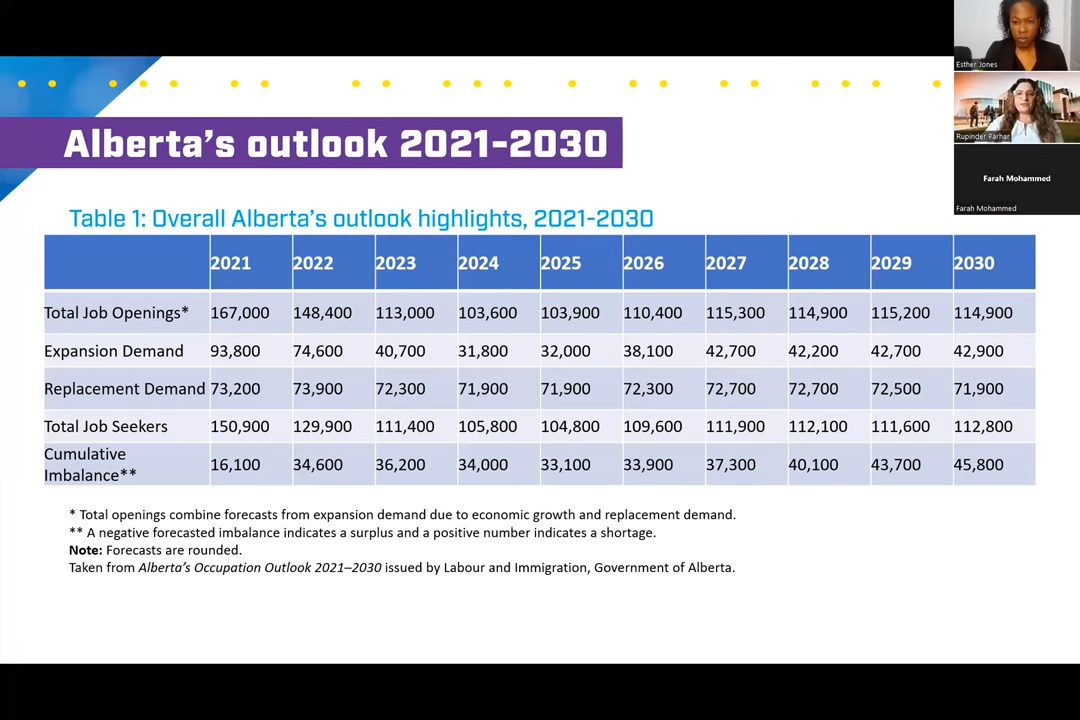 Alberta’s outlook 2021-2030
Table 1: Overall Alberta’s outlook highlights, 2021-2030
2021 2022 2023 2024 2025 2026 2027 2028 2029 2030
Total Job Openings* 167,000 148,400 113,000 103,600 103,900 110,400 115,300 114,900 115,200 114,900
Expansion Demand 93,800 74,600 40,700 31,800 32,000 38,100 42,700 42,200 42,700 42,900
Replacement Demand 73,200 73,900 72,300 71,900 71,900 72,300 72,700 72,700 72,500 71,900
Total Job Seekers 150,900 129,900 111,400 105,800 104,800 109,600 111,900 112,100 111,600 112,800
Cumulative
Imbalance** 16,100 34,600 36,200 34,000 33,100 33,900 37,300 40,100 43,700 45,800
* Total openings combine forecasts from expansion demand due to economic growth and replacement demand.
** A negative forecasted imbalance indicates a surplus and a positive number indicates a shortage.
Note: Forecasts are rounded.
Taken from Alberta’s Occupation Outlook 2021–2030 issued by Labour and Immigration, Government of Alberta.
Esther Jones
Rupinder Parhar
Farah Mohammed
Farah Mohammed